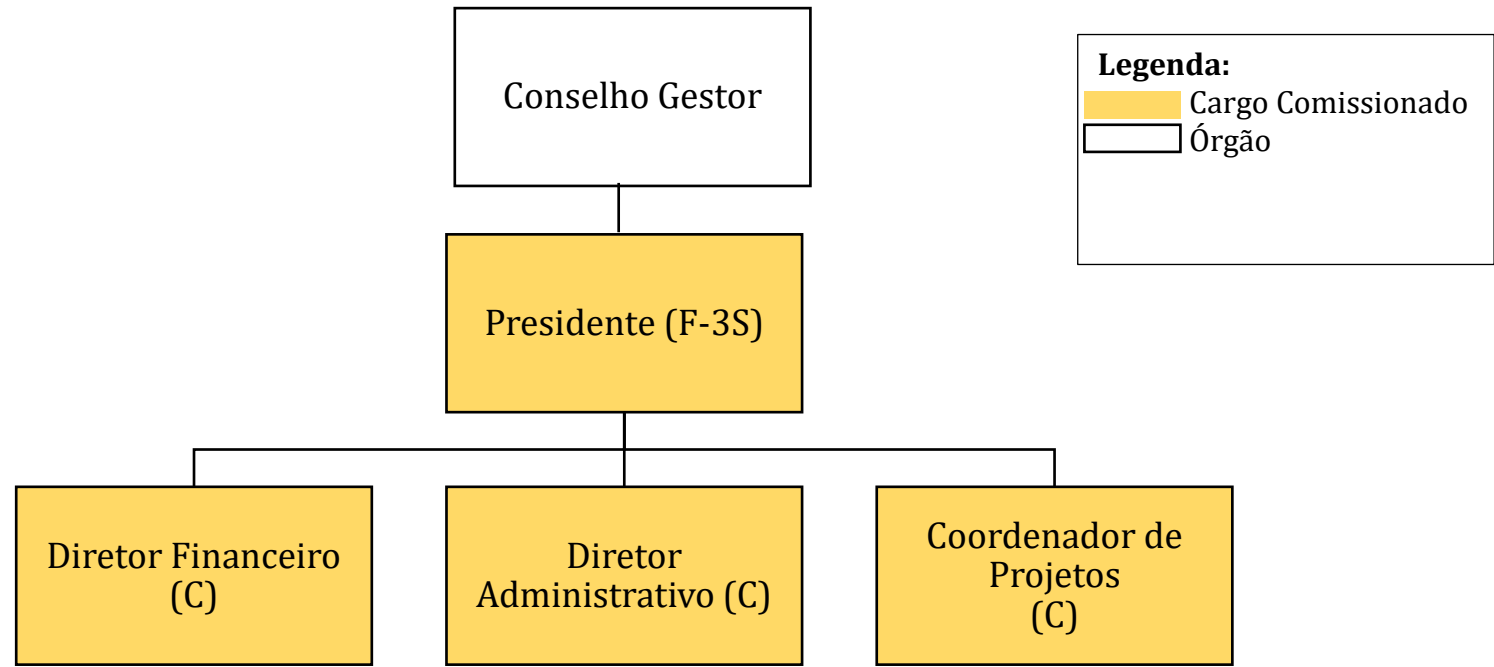 Conselho Gestor
Legenda:
Cargo Comissionado
Órgão
Presidente (F-3S)
Diretor Financeiro
(C)
Diretor
Administrativo (C)
Coordenador de
Projetos
(C)